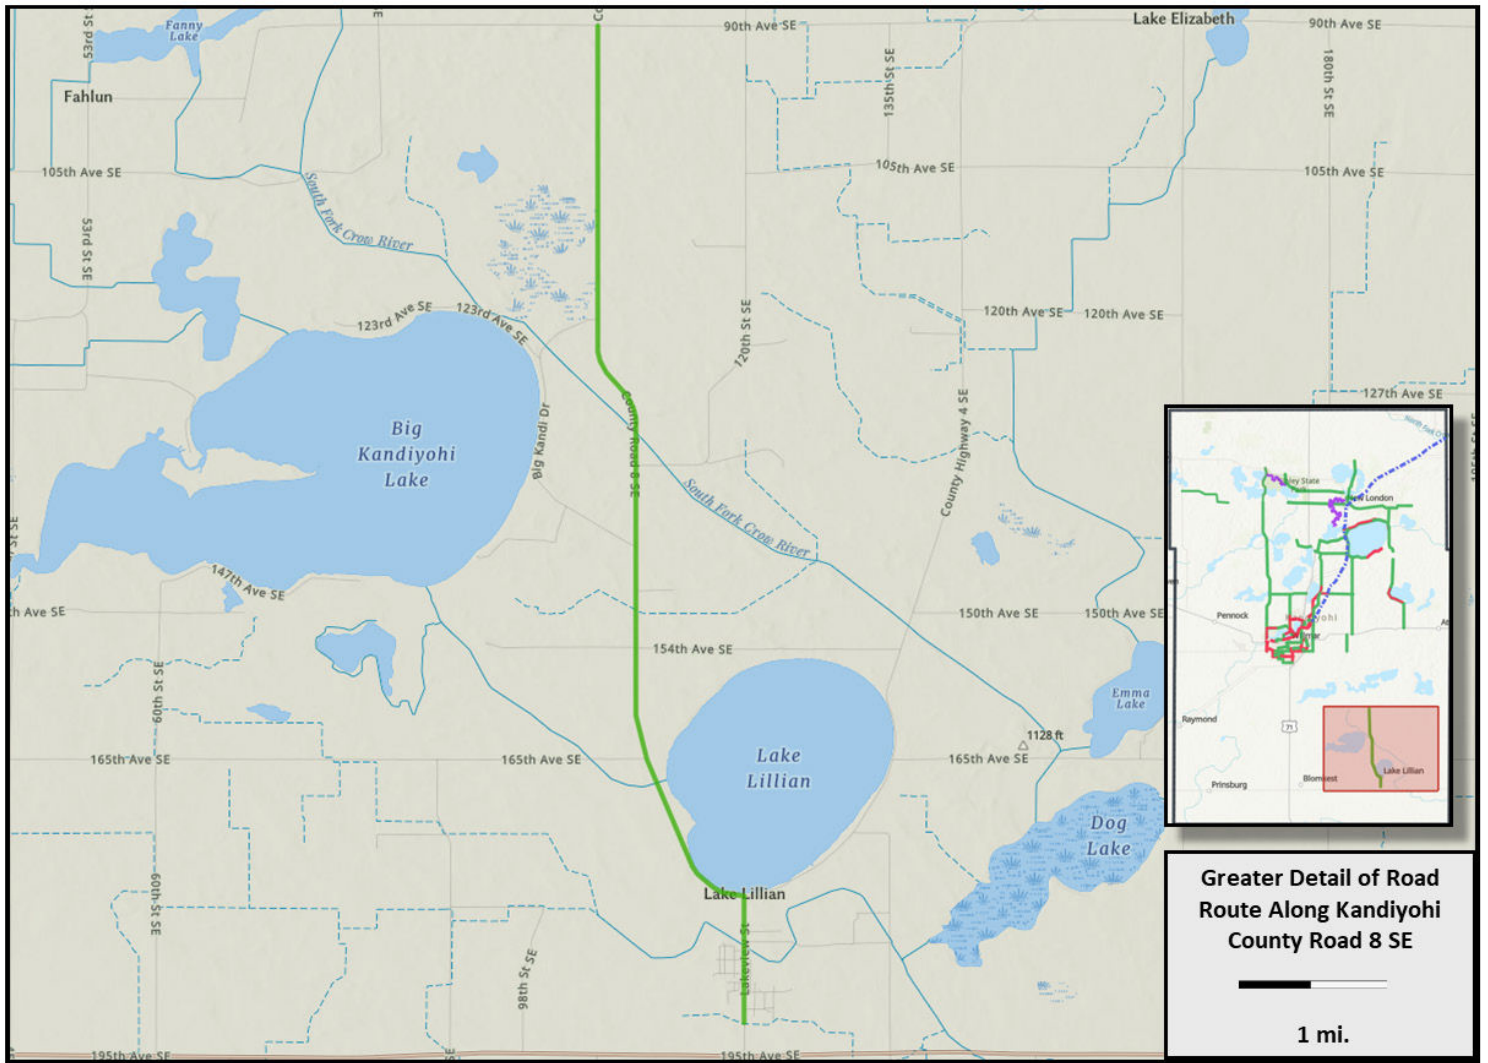 Fanny
Lake
53rd St
90th Ave SE
Lake Elizabeth
90th Ave SE
Fahlun
135th St SE
180th St SE
105th Ave SE
105th Ave SE
105th Ave SE
South Fork Crow River
53rd St SE
123rd Ave SE
123rd Ave SE
120th St SE
120th Ave SE
120th Ave SE
127th Ave SE
Big
Kandiyohi
Lake
Big Kandi Dr
County Road 8 SE
County Highway 4 SE
South Fork Crow River
147th Ave SE
150th Ave SE
150th Ave SE
154th Ave SE
60th St SE
Emma
Lake
1128 ft
165th Ave SE
165th Ave SE
165th Ave SE
Lake
Lillian
Dog
Lake
Lake Lillian
60th St SE
Lakeview St
98th St SE
195th Ave SE
195th Ave SE
New London
Pennock
Raymond
71
Prinsburg
Blomkest
Lake Lillian
Greater Detail of Road
Route Along Kandiyohi
County Road 8 SE
1 mi.